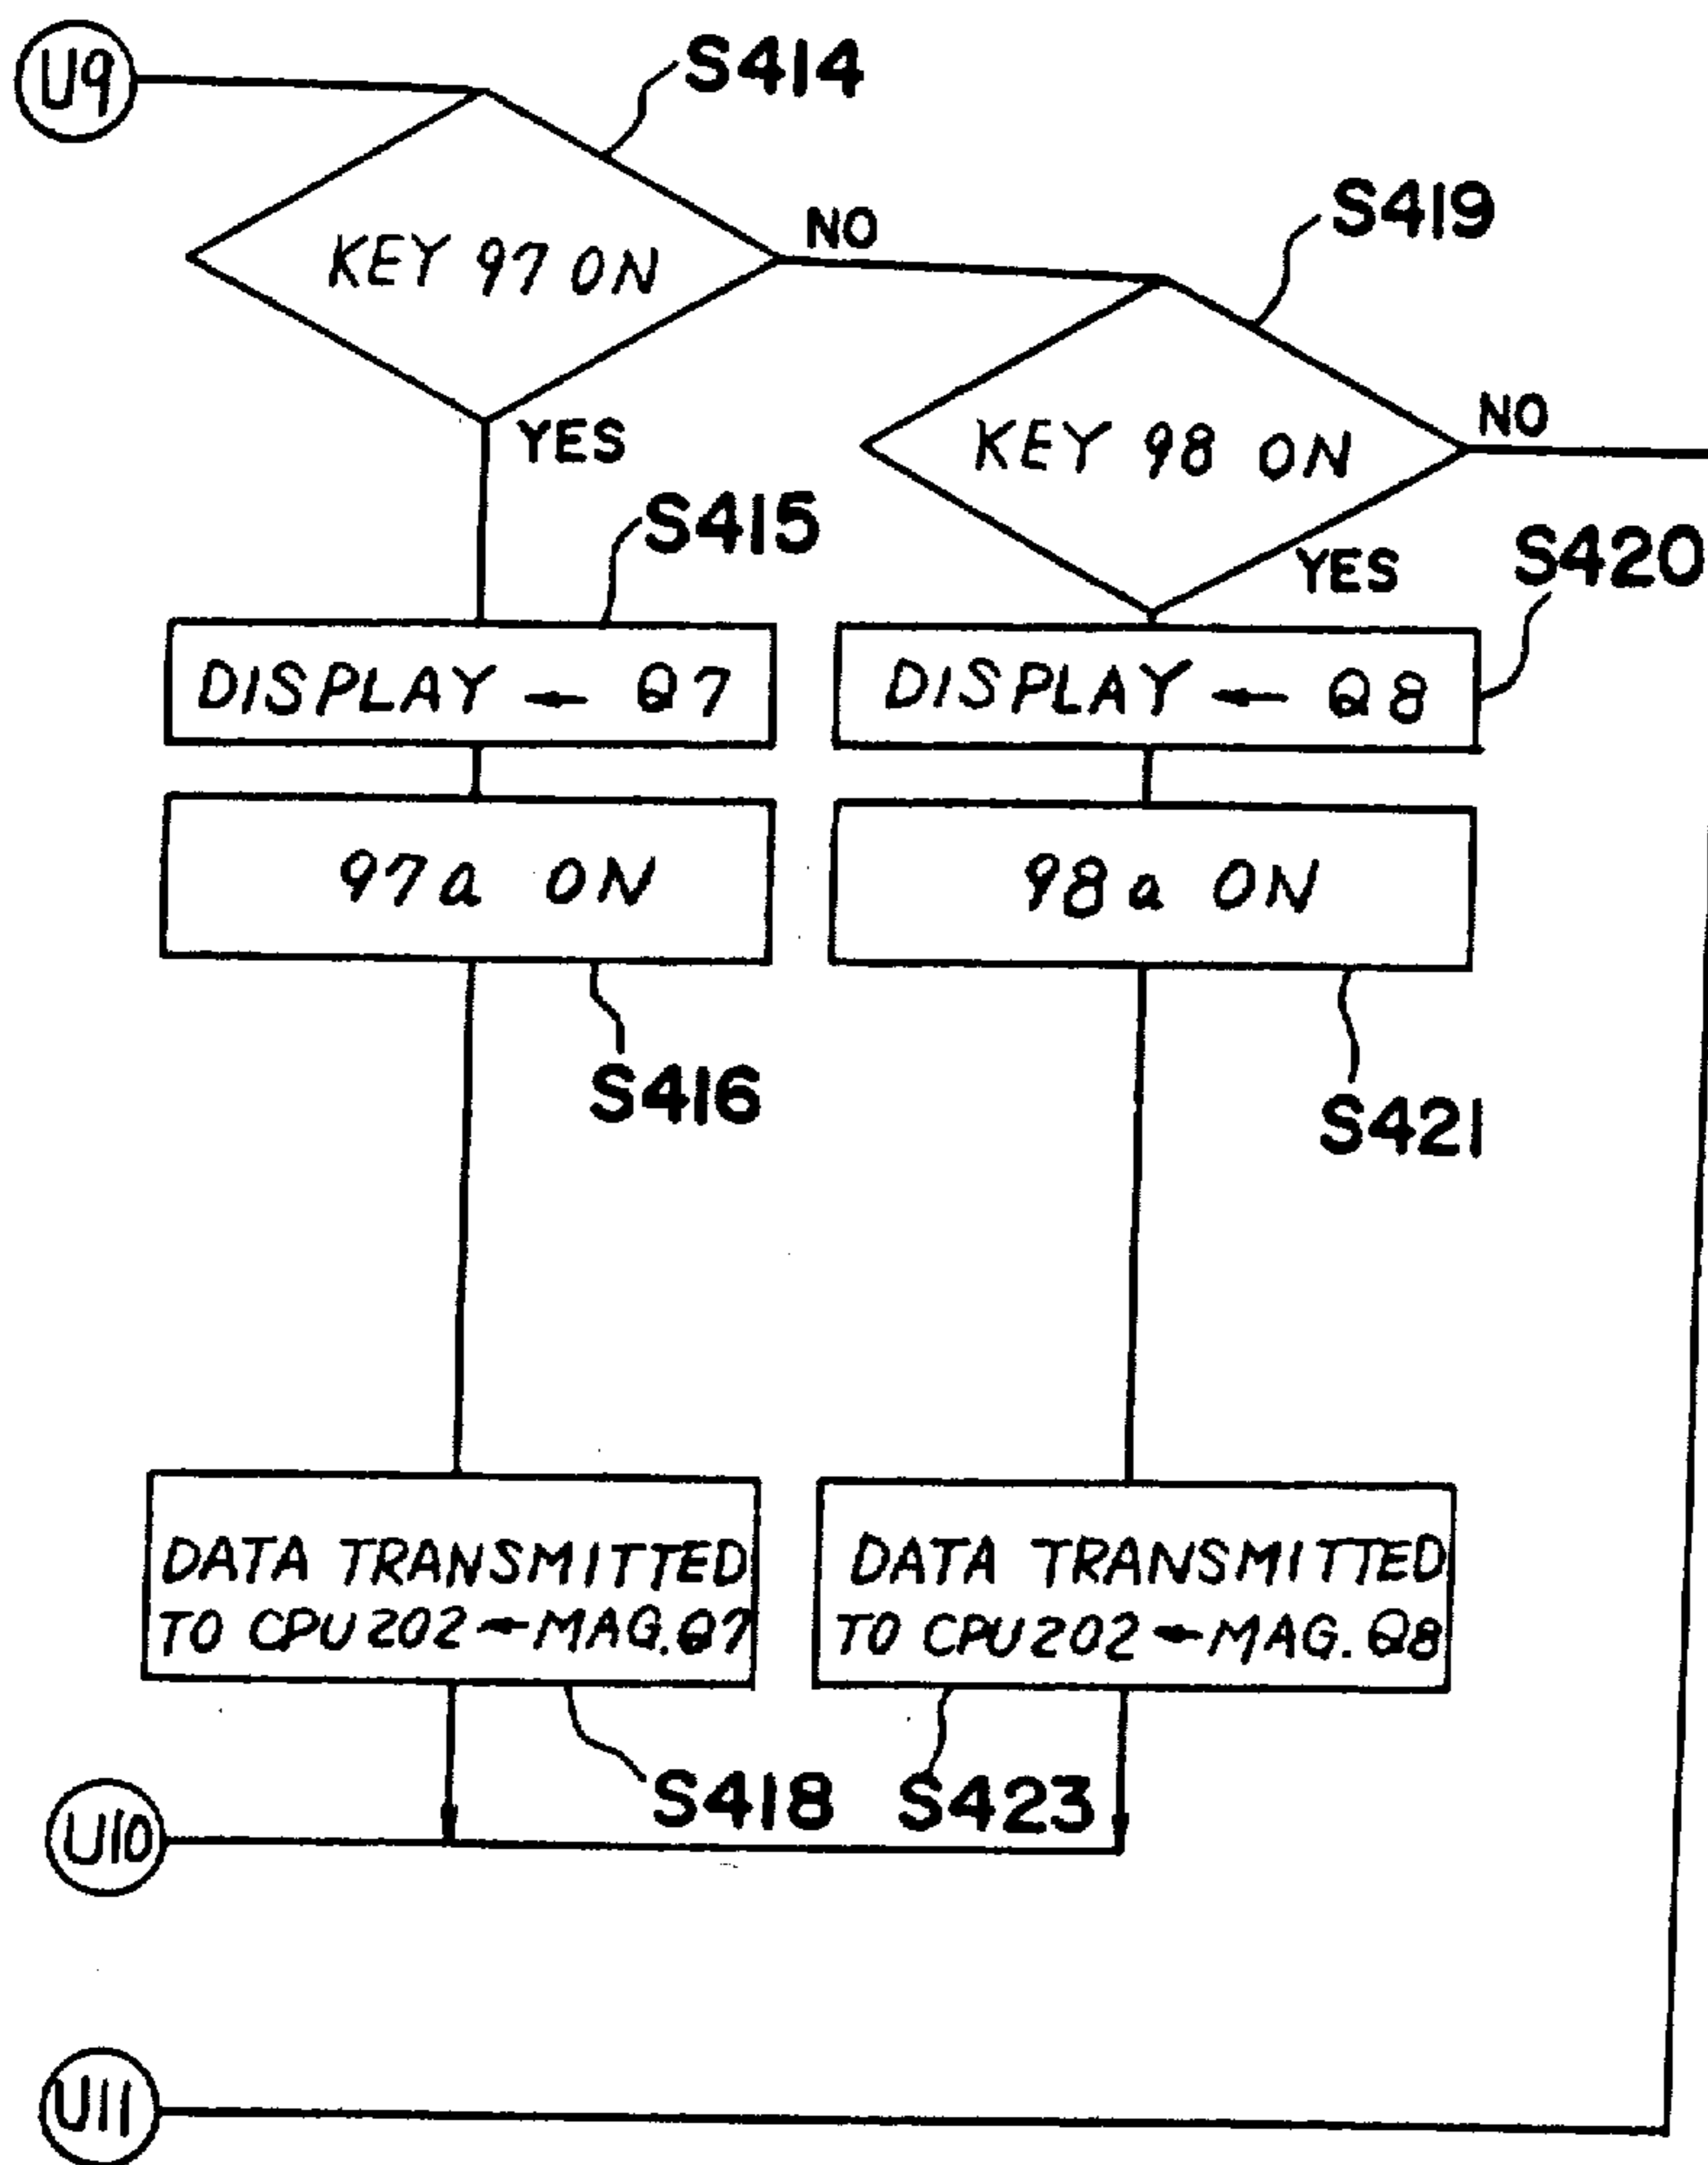 U9
S414
KEY 97 ON
NO
S419
YES
KEY 98 ON
NO
S415
YES
S420
DISPLAY ← Q7
DISPLAY ← Q8
97a ON
98a ON
S416
S421
DATA TRANSMITTED
TO CPU 202 ← MAG. Q7
DATA TRANSMITTED
TO CPU 202 ← MAG. Q8
S418
S423
U10
U11